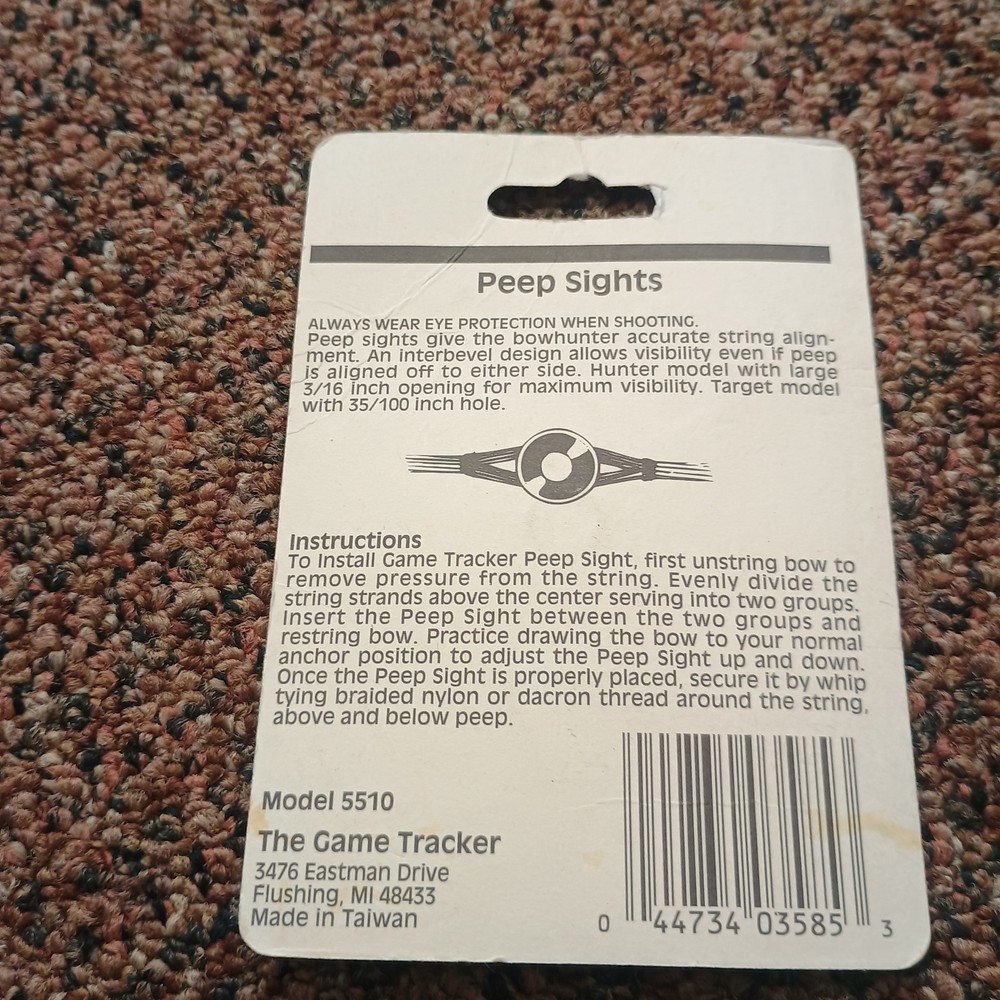 Peep Sights
ALWAYS WEAR EYE PROTECTION WHEN SHOOTING.
Peep sights give the bowhunter accurate string align-
ment. An interbevel design allows visibility even if peep
is aligned off to either side. Hunter model with large
3/16 inch opening for maximum visibility. Target model
with 35/100 inch hole.
Instructions
To Install Game Tracker Peep Sight, first unstring bow to
remove pressure from the string. Evenly divide the
string strands above the center serving into two groups.
Insert the Peep Sight between the two groups and
restring bow. Practice drawing the bow to your normal
anchor position to adjust the Peep Sight up and down.
Once the Peep Sight is properly placed, secure it by whip
tying braided nylon or dacron thread around the string,
above and below peep.
Model 5510
The Game Tracker
3476 Eastman Drive
Flushing, MI 48433
Made in Taiwan
0 44734 03585 3